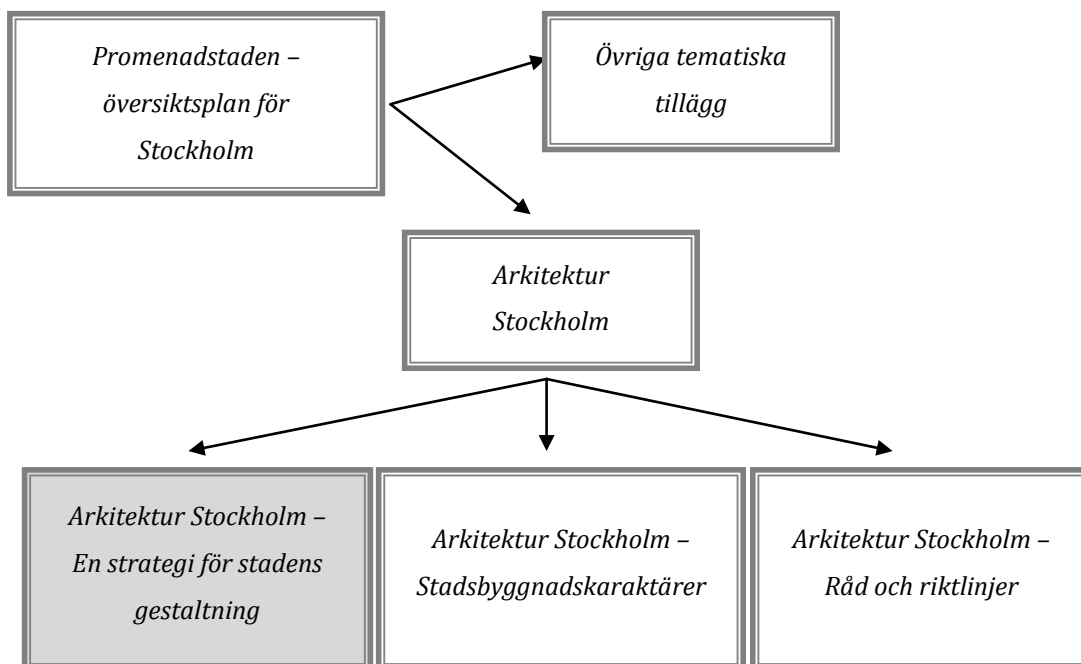 Promenadstaden –
översiktsplan för
Stockholm
Övriga tematiska
tillägg
Arkitektur
Stockholm
Arkitektur Stockholm –
En strategi för stadens
gestaltning
Arkitektur Stockholm –
Stadsbyggnadskaraktärer
Arkitektur Stockholm –
Råd och riktlinjer